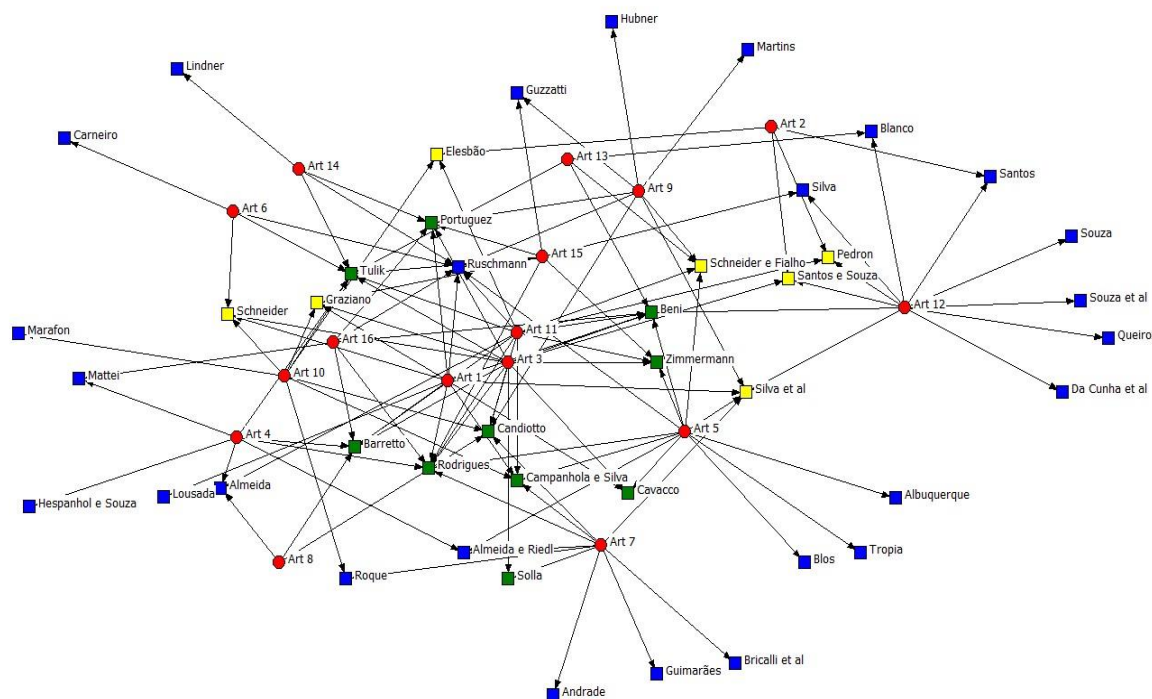 Hubner
Martins
Lindner
Guzzatti
Carneiro
Art 2
Blanco
Elesbão
Art 13
Art 14
Santos
Art 9
Silva
Art 6
Portuguez
Souza
Art 15
Pedron
Ruschmann
Schneider e Fialho
Tulik
Santos e Souza
Souza et al
Graziano
Art 12
Schneider
Beni
Marafon
Art 11
Queiro
Art 16
Art 3
Zimmermann
Mattei
Art 10
Art 1
Silva et al
Da Cunha et al
Candiotto
Art 5
Art 4
Barretto
Rodrigues
Campanhola e Silva
Almeida
Cavacco
Lousada
Albuquerque
Hespanhol e Souza
Art 7
Almeida e Riedl
Tropia
Art 8
Blos
Roque
Solla
Bricalli et al
Guimarães
Andrade